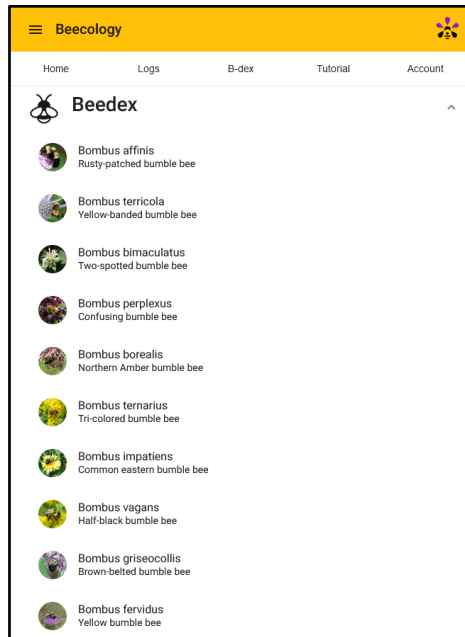 Beecology
Home Logs B-dex Tutorial Account
Beedex
Bombus affinis
Rusty-patched bumble bee
Bombus terricola
Yellow-banded bumble bee
Bombus bimaculatus
Two-spotted bumble bee
Bombus perplexus
Confusing bumble bee
Bombus borealis
Northern Amber bumble bee
Bombus ternarius
Tri-colored bumble bee
Bombus impatiens
Common eastern bumble bee
Bombus vagans
Half-black bumble bee
Bombus griseocollis
Brown-belted bumble bee
Bombus fervidus
Yellow bumble bee